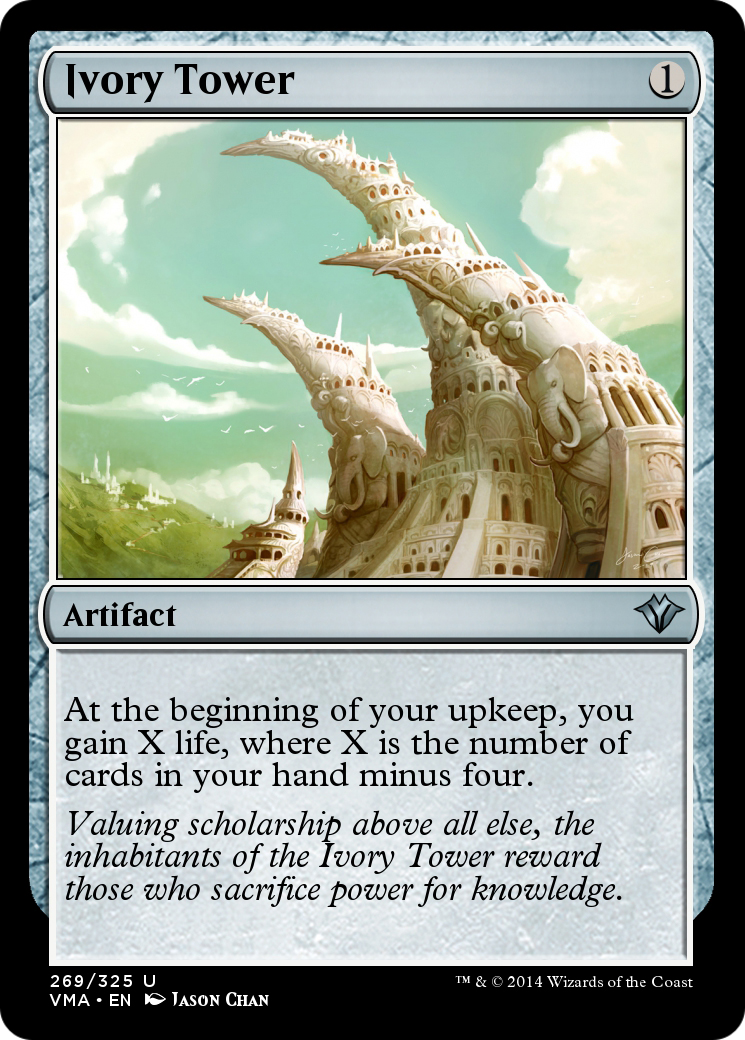 Ivory Tower
1
Artifact
At the beginning of your upkeep, you
gain X life, where X is the number of
cards in your hand minus four.
Valuing scholarship above all else, the
inhabitants of the Ivory Tower reward
those who sacrifice power for knowledge.
269/325 U
™ & © 2014 Wizards of the Coast
VMA • EN Jason Chan